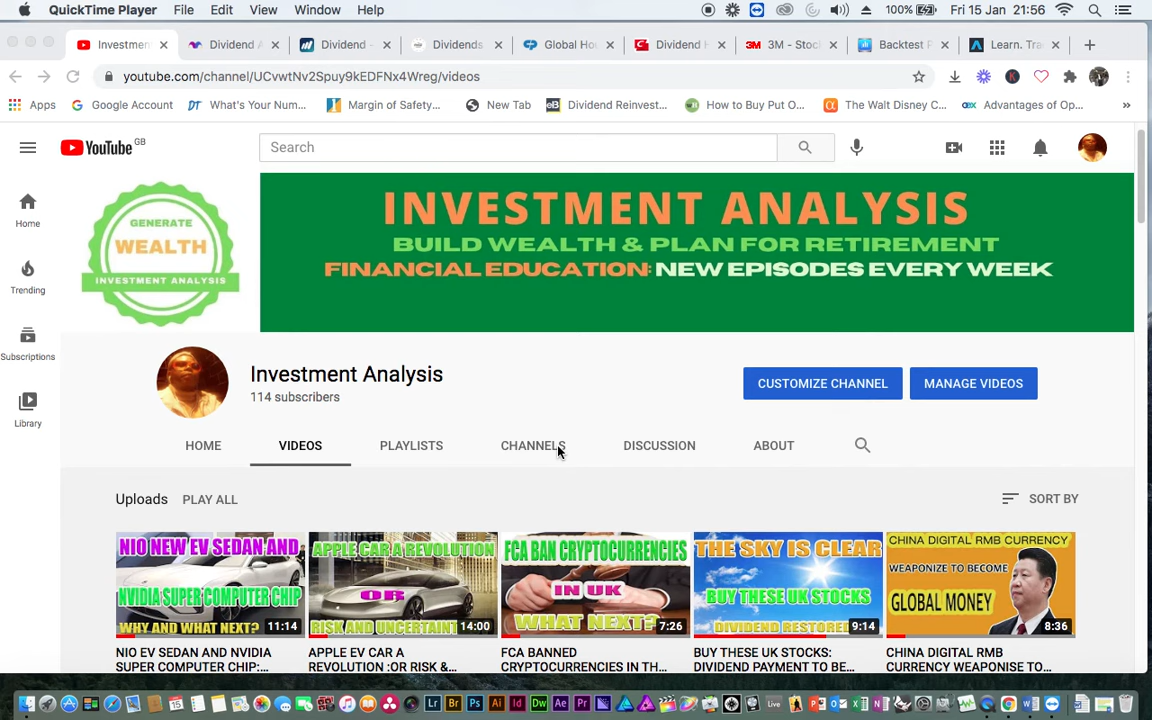 QuickTime Player File Edit View Window Help 100% Fri 15 Jan 21:56
Investmen Dividend A Dividend - Dividends Global Hou Dividend H 3M - Stoc Backtest P Learn. Tra
youtube.com/channel/UCvwtNv2Spuy9kEDFNx4Wreg/videos
Apps Google Account What's Your Num... Margin of Safety... New Tab Dividend Reinvest... How to Buy Put O... The Walt Disney C... Advantages of Op...
YouTube GB Search
Home
Trending
Subscriptions
Library
GENERATE
WEALTH
INVESTMENT ANALYSIS
INVESTMENT ANALYSIS
BUILD WEALTH & PLAN FOR RETIREMENT
FINANCIAL EDUCATION: NEW EPISODES EVERY WEEK
Investment Analysis
114 subscribers
CUSTOMIZE CHANNEL MANAGE VIDEOS
HOME VIDEOS PLAYLISTS CHANNELS DISCUSSION ABOUT
Uploads PLAY ALL SORT BY
NIO NEW EV SEDAN AND
NVIDIA SUPER COMPUTER CHIP
WHY AND WHAT NEXT? 11:14
APPLE CAR A REVOLUTION
OR
RISK AND UNCERTAINT 14:00
FCA BAN CRYPTOCURRENCIES
IN UK
WHAT NEXT? 7:26
THE SKY IS CLEAR
BUY THESE UK STOCKS
DIVIDEND RESTORED 9:14
CHINA DIGITAL RMB CURRENCY
WEAPONIZE TO BECOME
GLOBAL MONEY 8:36
NIO EV SEDAN AND NVIDIA
SUPER COMPUTER CHIP:...
APPLE EV CAR A
REVOLUTION :OR RISK &...
FCA BANNED
CRYPTOCURRENCIES IN TH...
BUY THESE UK STOCKS:
DIVIDEND PAYMENT TO BE...
CHINA DIGITAL RMB
CURRENCY WEAPONISE TO...